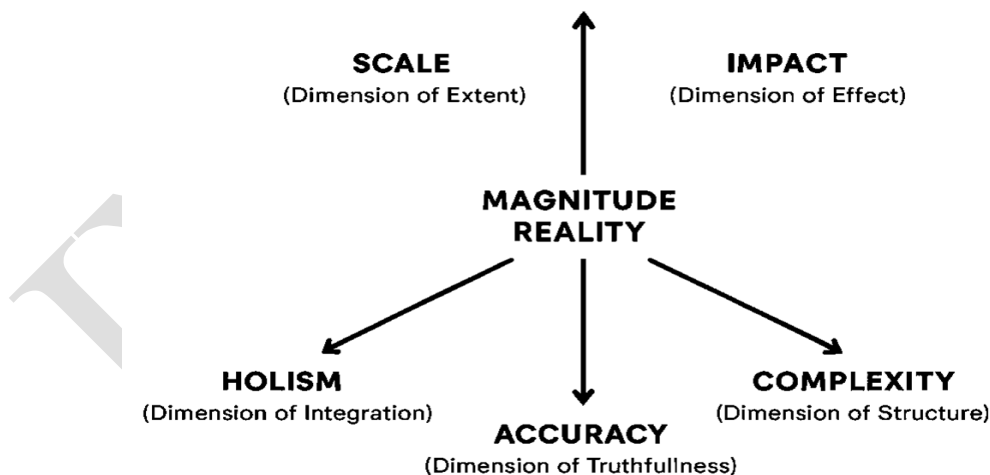 SCALE
(Dimension of Extent)
IMPACT
(Dimension of Effect)
MAGNITUDE
REALITY
HOLISM
(Dimension of Integration)
COMPLEXITY
(Dimension of Structure)
ACCURACY
(Dimension of Truthfullness)